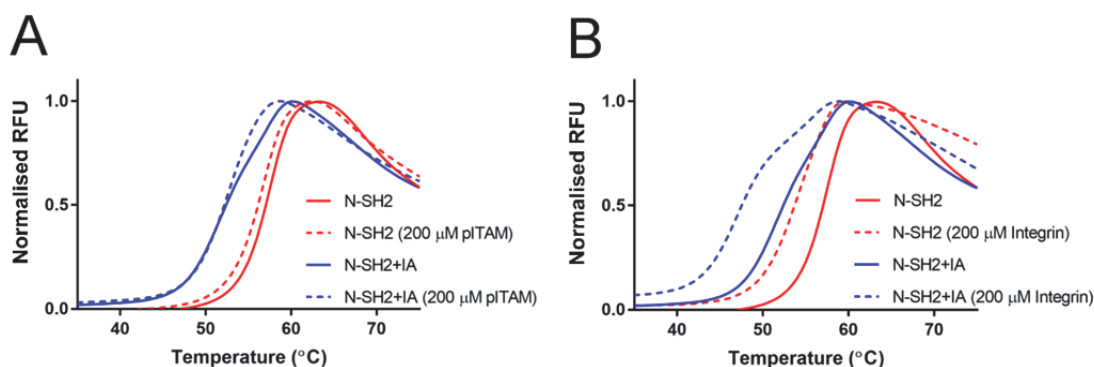 A
Normalised RFU
1.0
0.5
0.0
40
50
60
70
Temperature (°C)
N-SH2
N-SH2 (200 μM pITAM)
N-SH2+IA
N-SH2+IA (200 μM pITAM)
B
Normalised RFU
1.0
0.5
0.0
40
50
60
70
Temperature (°C)
N-SH2
N-SH2 (200 μM Integrin)
N-SH2+IA
N-SH2+IA (200 μM Integrin)